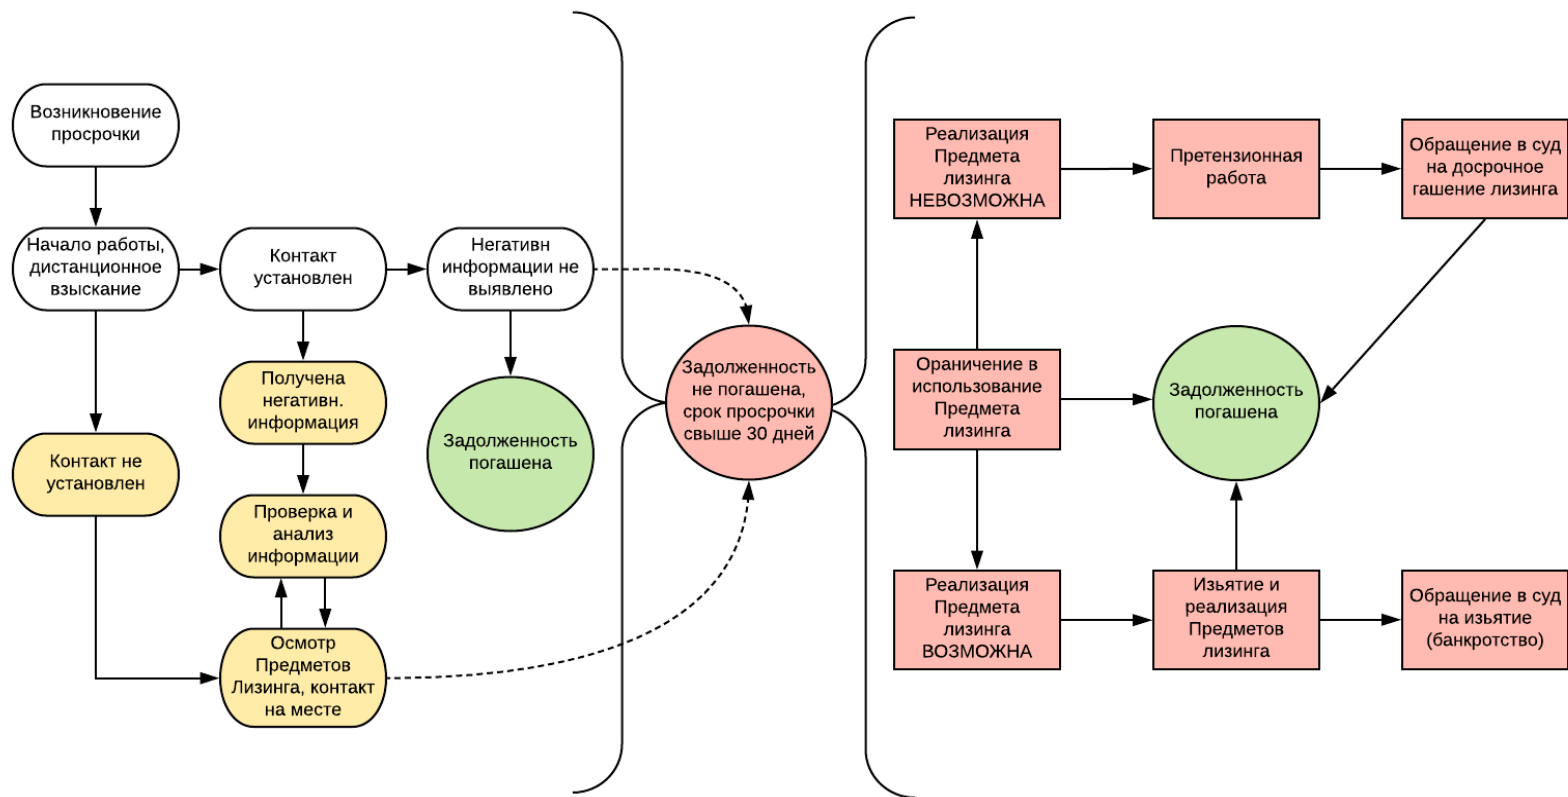 Возникновение
просрочки
Начало работы,
дистанционное
взыскание
Контакт
установлен
Негативн
информации не
выявлено
Получена
негативн.
информация
Контакт не
установлен
Проверка и
анализ
информации
Осмотр
Предметов
Лизинга, контакт
на месте
Задолженность
погашена
Задолженность
не погашена,
срок просрочки
свыше 30 дней
Реализация
Предмета
лизинга
НЕВОЗМОЖНА
Претензионная
работа
Обращение в суд
на досрочное
гашение лизинга
Ораничение в
использование
Предмета
лизинга
Задолженность
погашена
Реализация
Предмета
лизинга
ВОЗМОЖНА
Изьятие и
реализация
Предметов
лизинга
Обращение в суд
на изьятие
(банкротство)